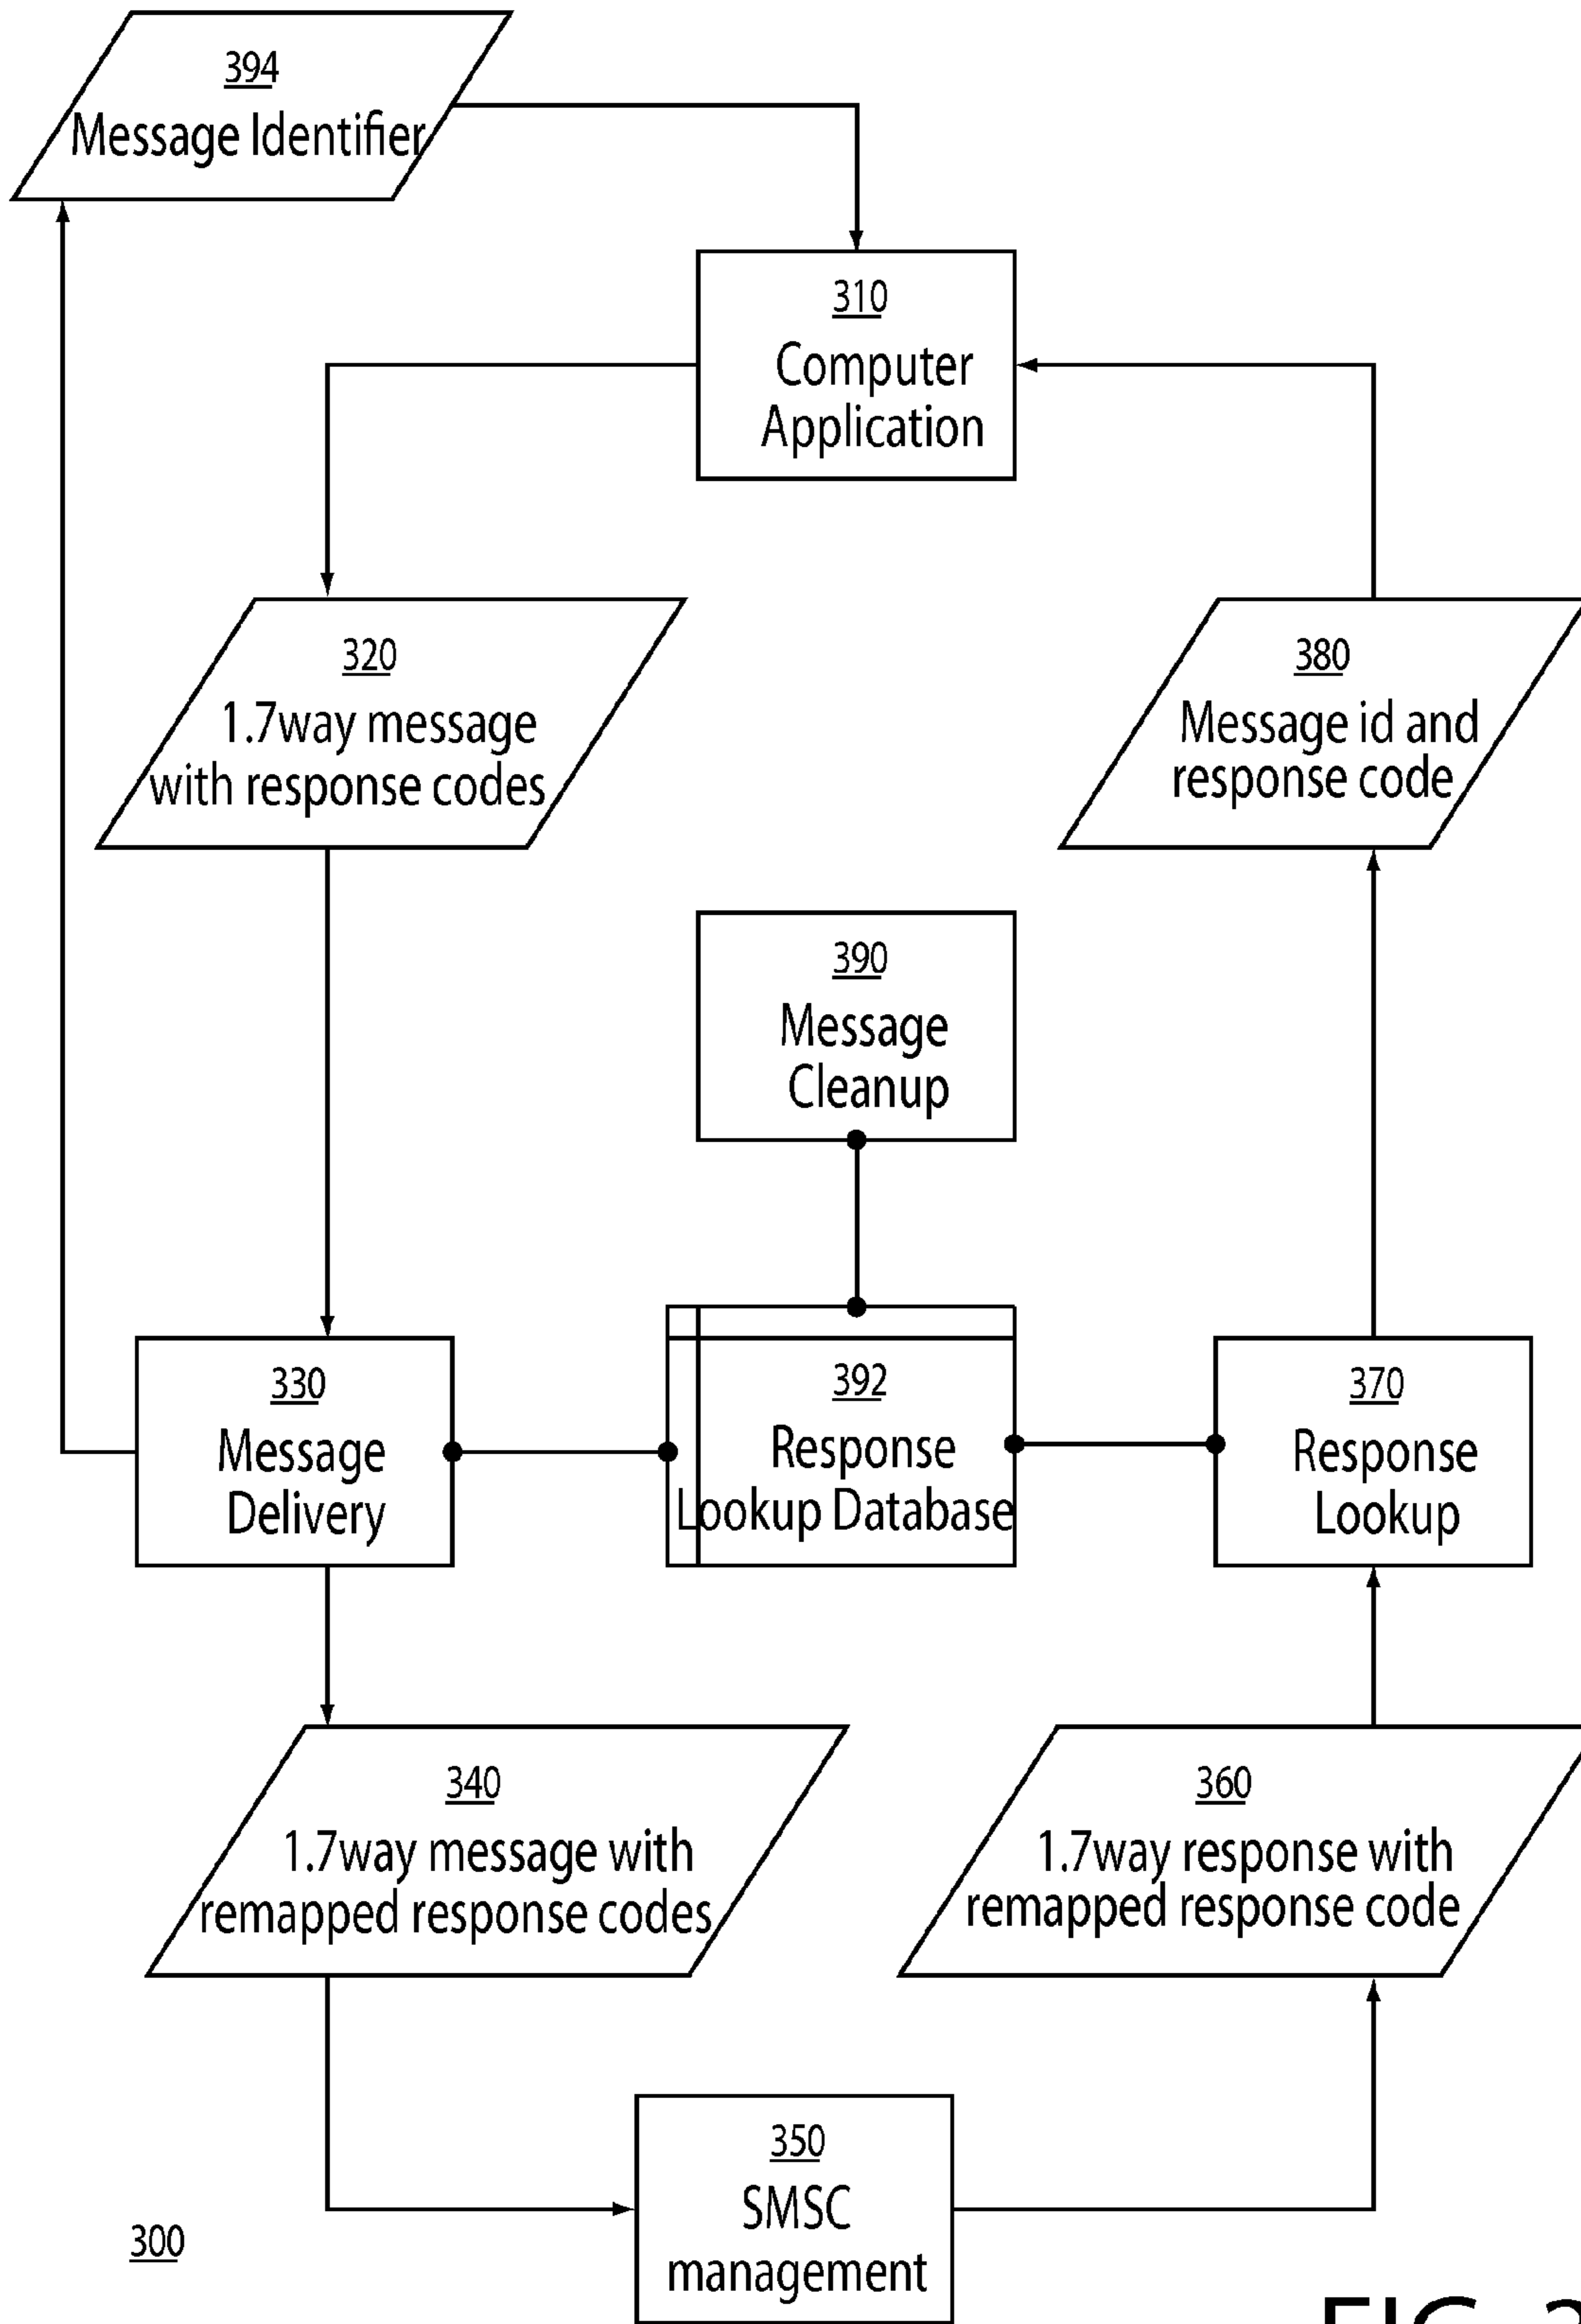 394
Message Identifier
310
Computer
Application
320
1.7way message
with response codes
380
Message id and
response code
390
Message
Cleanup
330
Message
Delivery
392
Response
Lookup Database
370
Response
Lookup
340
1.7way message with
remapped response codes
360
1.7way response with
remapped response code
350
SMSC
management
300
FIG.